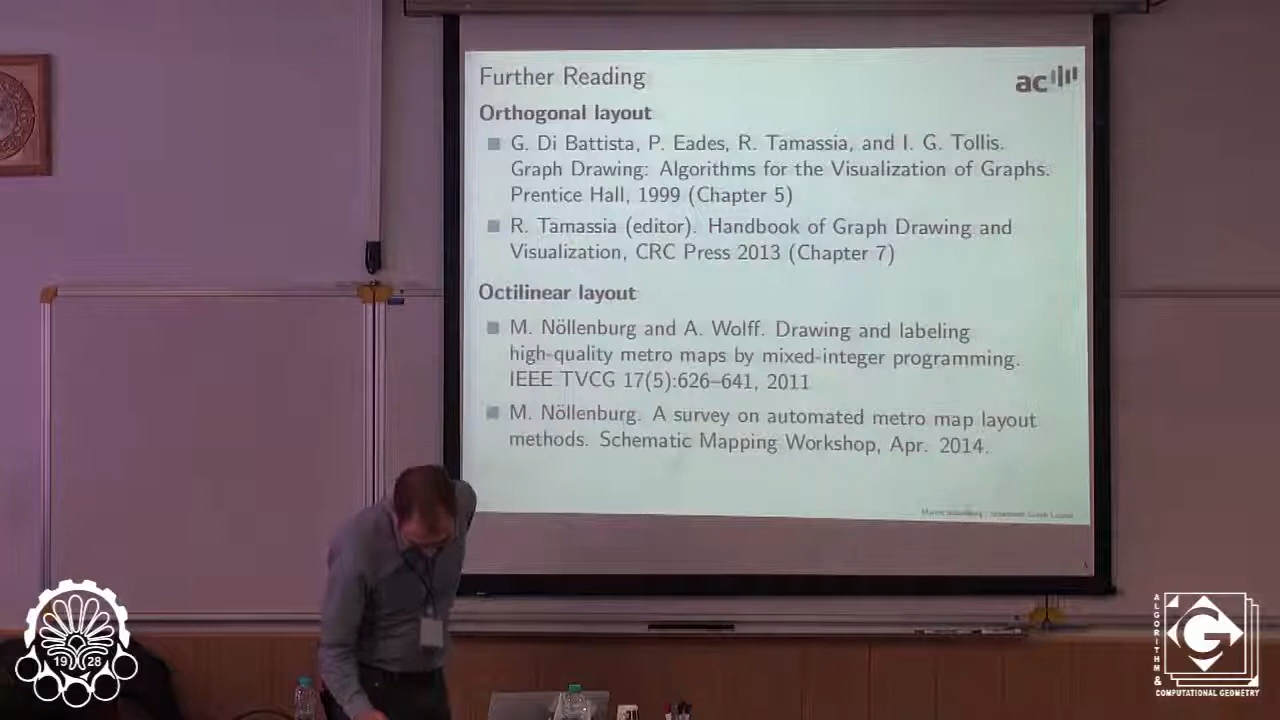 Further Reading
ac
Orthogonal layout
G. Di Battista, P. Eades, R. Tamassia, and I. G. Tollis.
Graph Drawing: Algorithms for the Visualization of Graphs.
Prentice Hall, 1999 (Chapter 5)
R. Tamassia (editor). Handbook of Graph Drawing and
Visualization, CRC Press 2013 (Chapter 7)
Octilinear layout
M. Nöllenburg and A. Wolff. Drawing and labeling
high-quality metro maps by mixed-integer programming.
IEEE TVCG 17(5):626–641, 2011
M. Nöllenburg. A survey on automated metro map layout
methods. Schematic Mapping Workshop, Apr. 2014.
19 28
ALGORITHM &
G
COMPUTATIONAL GEOMETRY